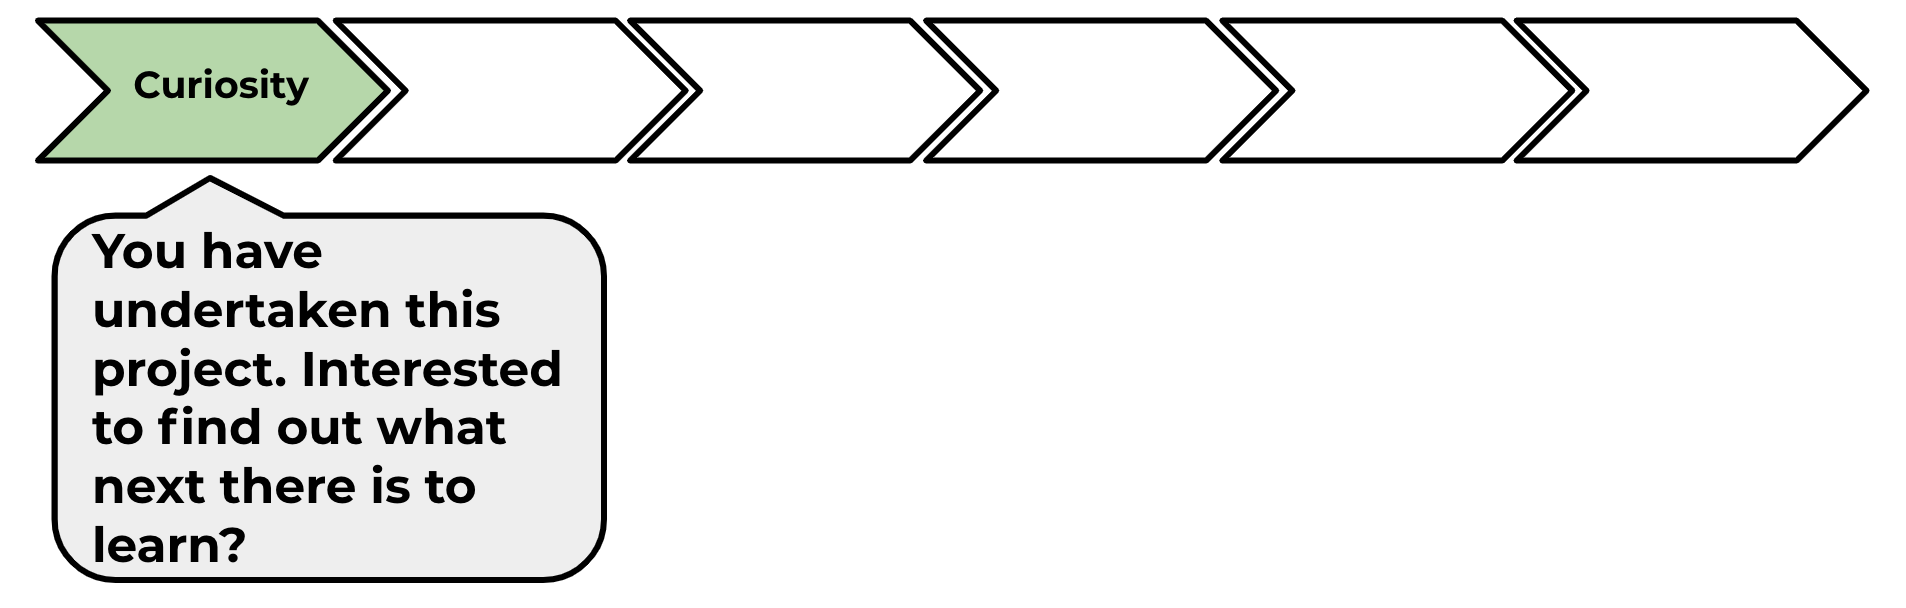 Curiosity
You have
undertaken this
project. Interested
to find out what
next there is to
learn?